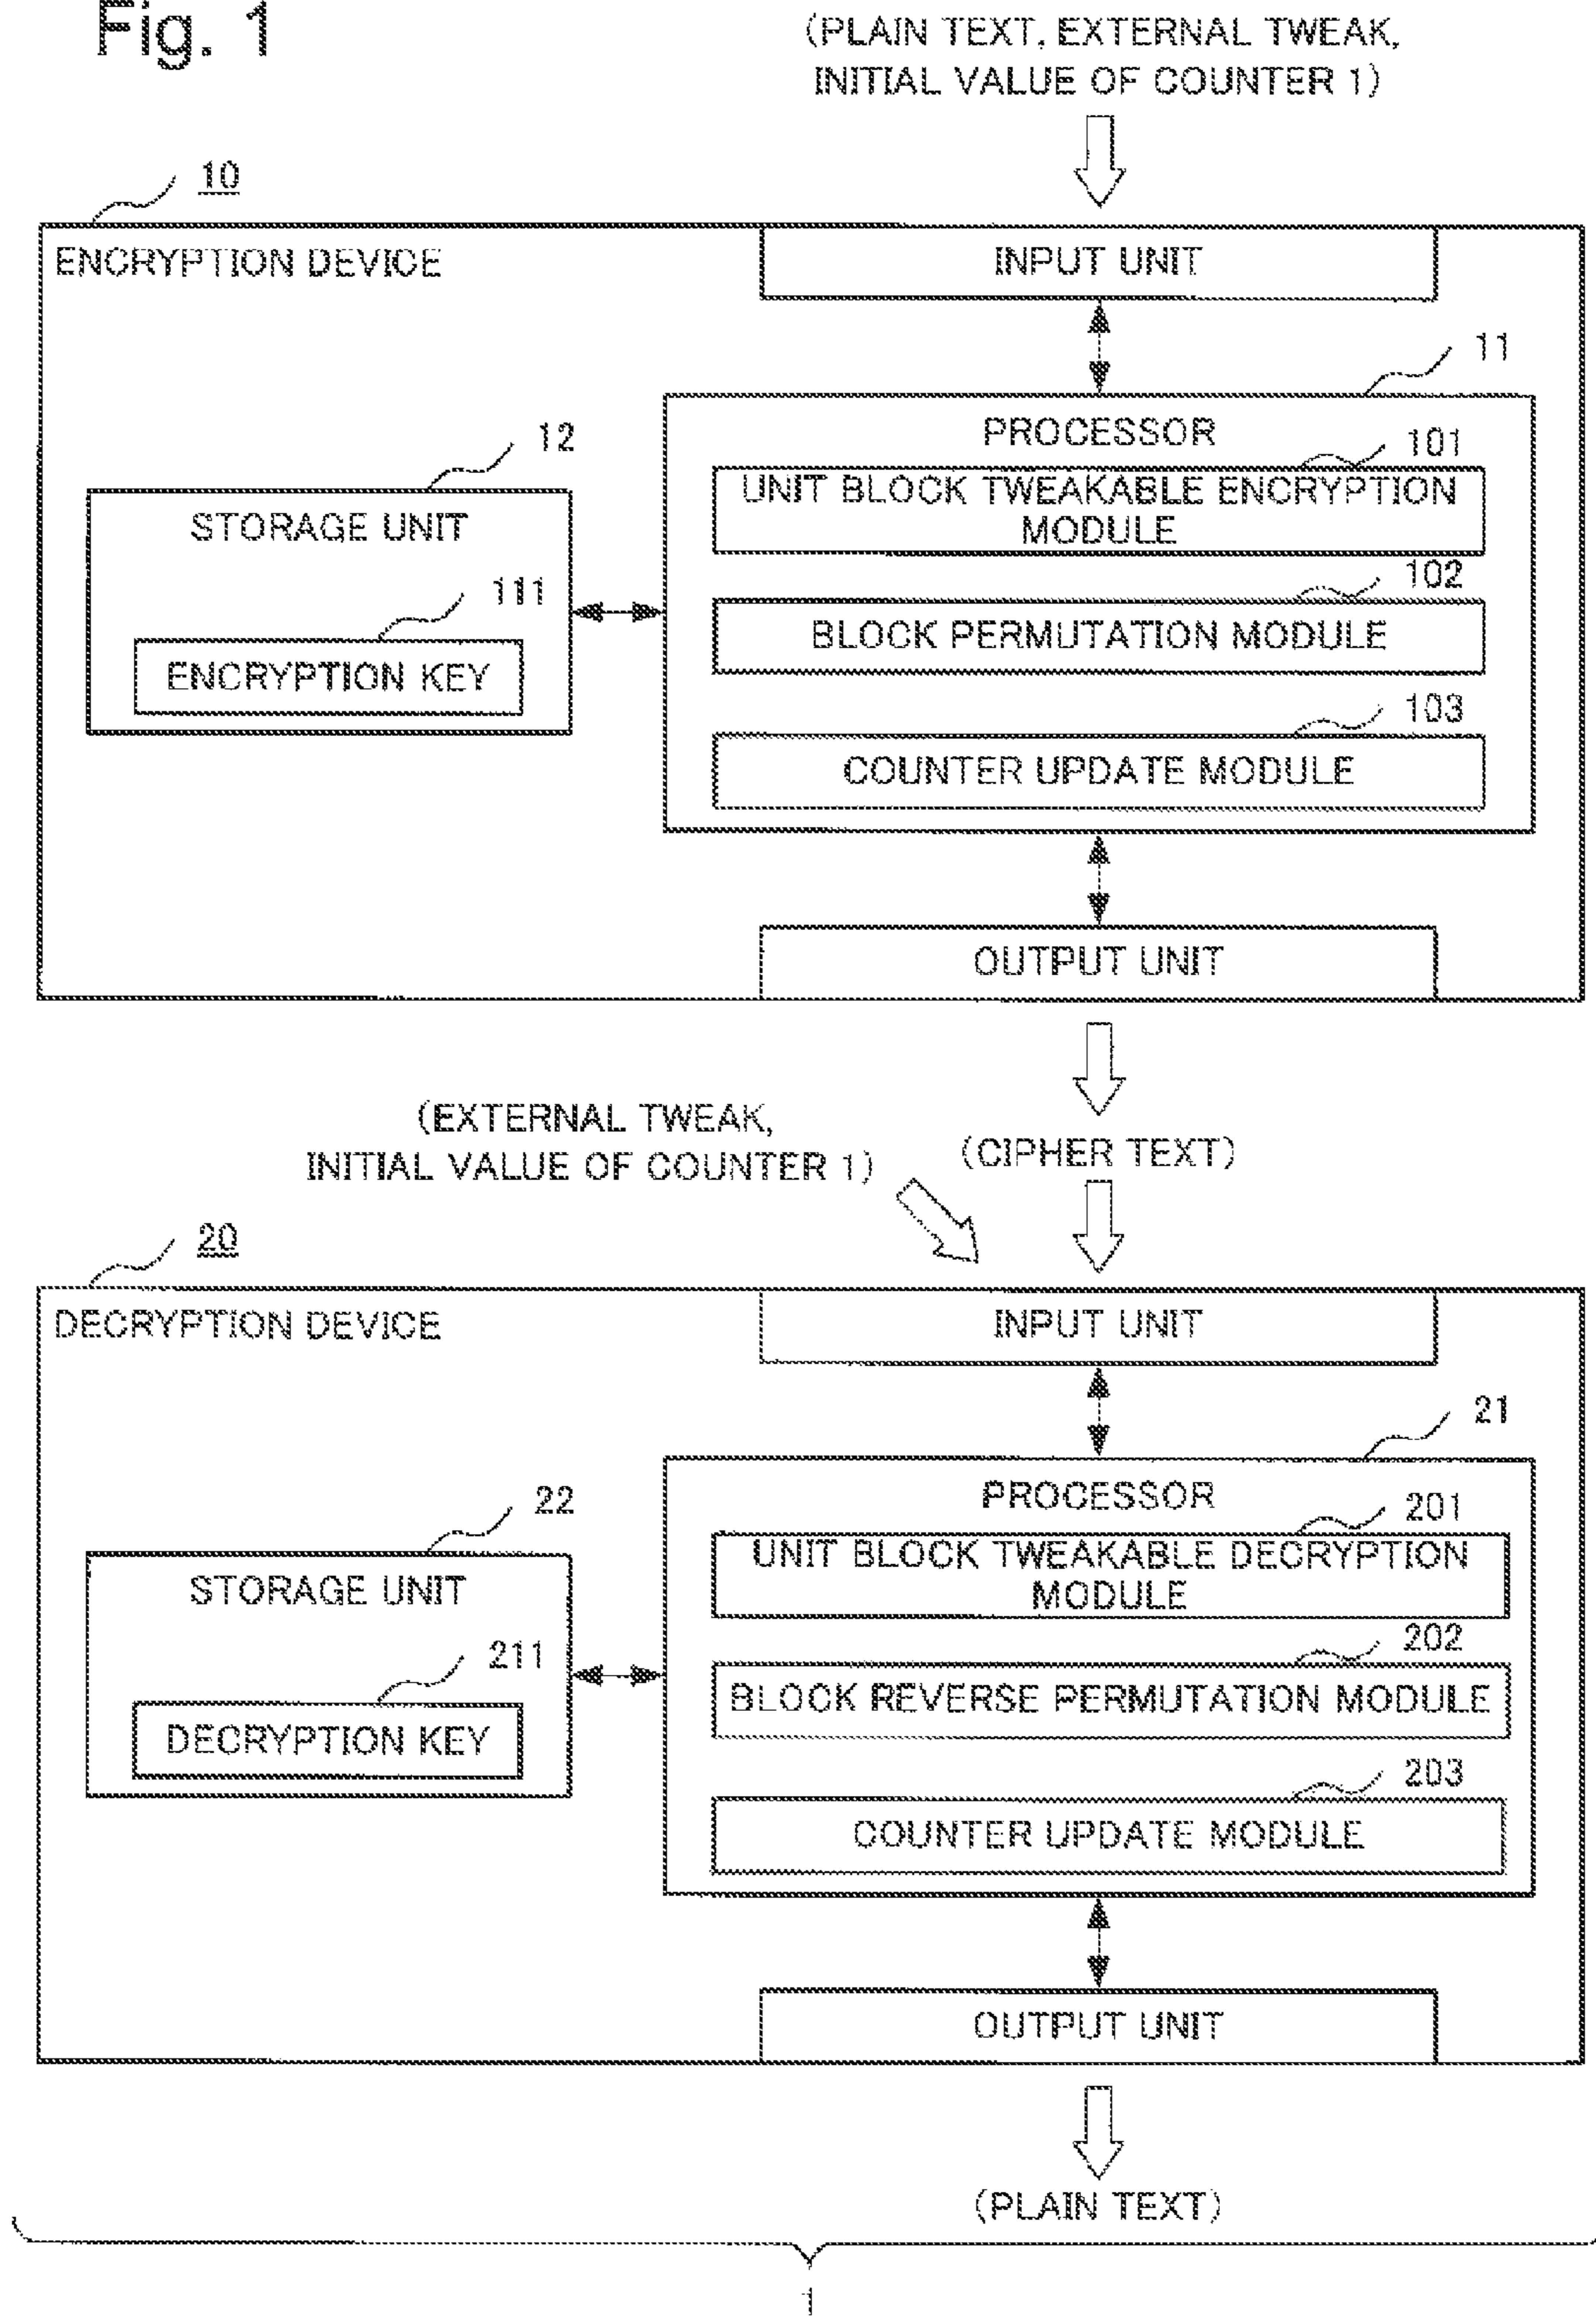 Fig. 1
(PLAIN TEXT, EXTERNAL TWEAK,
INITIAL VALUE OF COUNTER 1)
10
ENCRYPTION DEVICE
INPUT UNIT
11
PROCESSOR
12
101
UNIT BLOCK TWEAKABLE ENCRYPTION
MODULE
STORAGE UNIT
102
111
BLOCK PERMUTATION MODULE
ENCRYPTION KEY
103
COUNTER UPDATE MODULE
OUTPUT UNIT
(EXTERNAL TWEAK,
INITIAL VALUE OF COUNTER 1)
(CIPHER TEXT)
20
DECRYPTION DEVICE
INPUT UNIT
21
PROCESSOR
22
201
UNIT BLOCK TWEAKABLE DECRYPTION
MODULE
STORAGE UNIT
202
211
BLOCK REVERSE PERMUTATION MODULE
DECRYPTION KEY
203
COUNTER UPDATE MODULE
OUTPUT UNIT
(PLAIN TEXT)
1